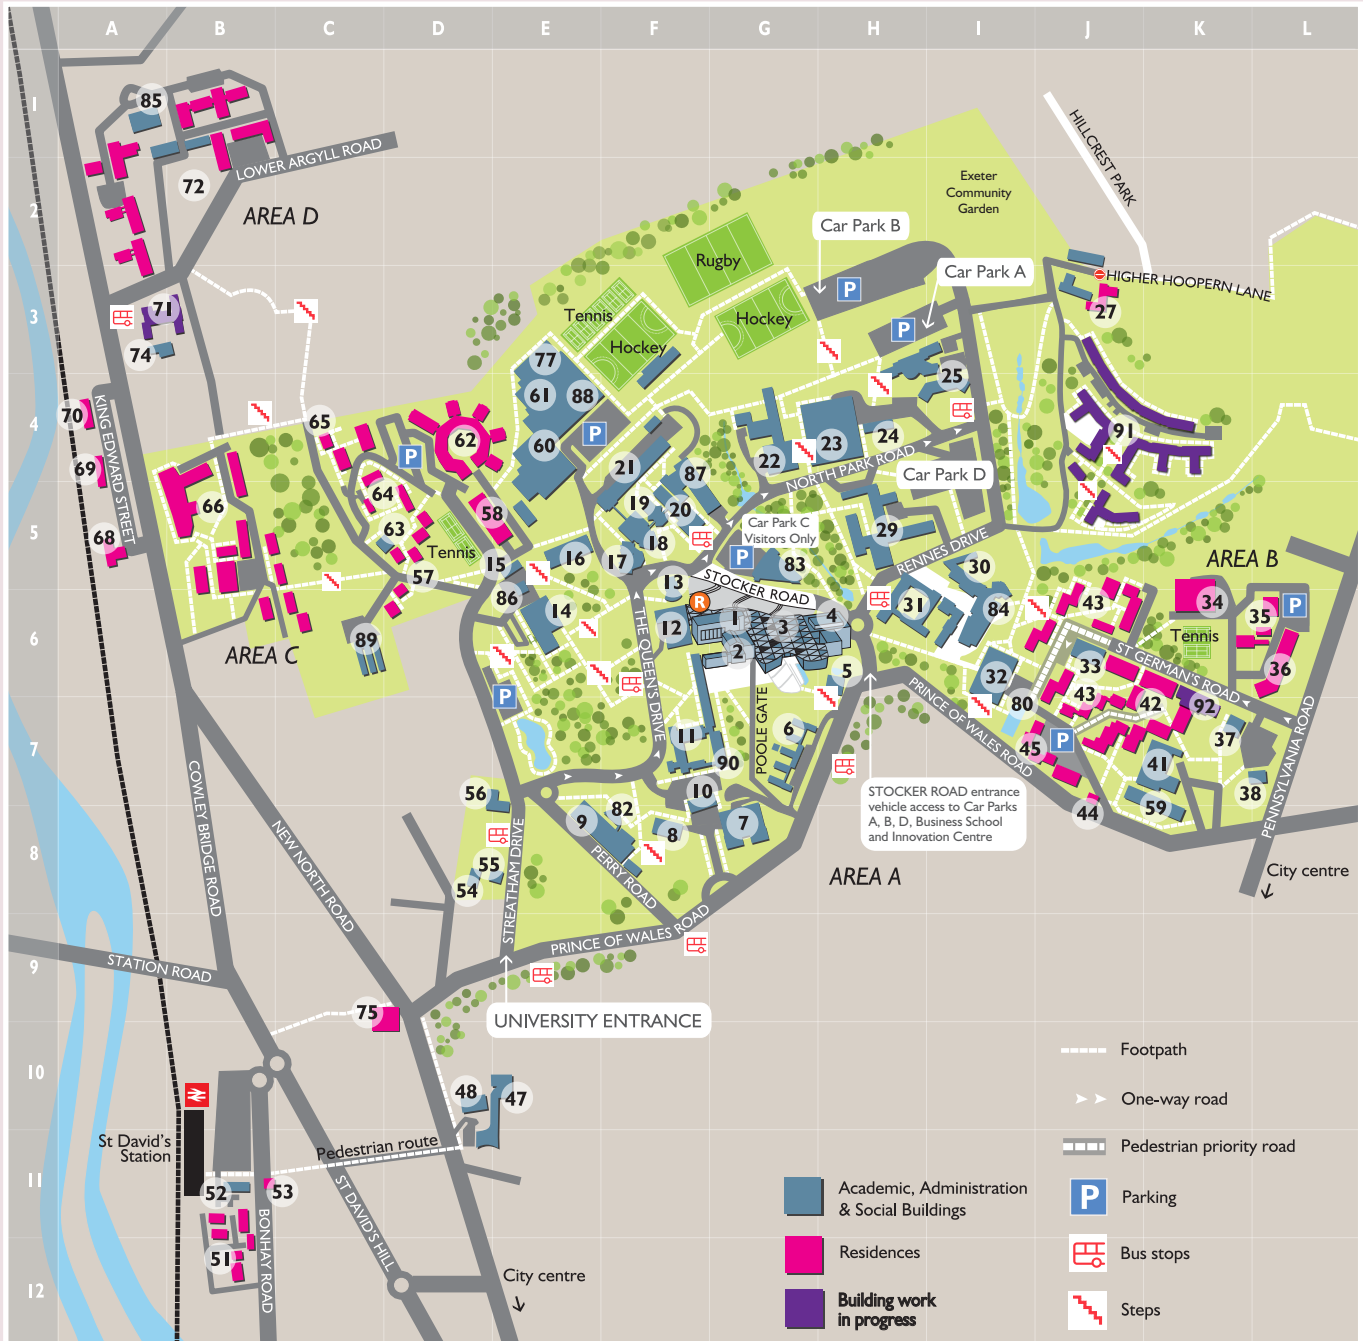 A B C D E F G H I J K L
1
85
HILLCREST PARK
LOWER ARGYLL ROAD
72
Exeter
Community
Garden
2
AREA D
Car Park B
Rugby
Car Park A
HIGHER HOOPERN LANE
P
71
27
3
Tennis
Hockey
P
74
Hockey
77
25
61
88
70
KING EDWARD STREET
65
4
62
P
60
P
23
24
91
22
NORTH PARK ROAD
69
21
87
Car Park D
64
66
19
20
58
63
Car Park C
Visitors Only
29
68
5
Tennis
18
P
RENNES DRIVE
AREA B
16
17
15
83
30
57
13
STOCKER ROAD
86
R
14
31
84
43
34
35
P
12
1
3
4
THE QUEEN'S DRIVE
6
89
Tennis
AREA C
2
33
ST GERMAN'S ROAD
5
32
36
P
43
42
92
80
POOLE GATE
PRINCE OF WALES ROAD
6
11
45
P
37
7
90
41
PENNSYLVANIA ROAD
COWLEY BRIDGE ROAD
56
10
STOCKER ROAD entrance
vehicle access to Car Parks
A, B, D, Business School
and Innovation Centre
38
59
44
82
9
7
8
NEW NORTH ROAD
STREATHAM DRIVE
8
PERRY ROAD
55
54
AREA A
City centre
PRINCE OF WALES ROAD
9
STATION ROAD
75
UNIVERSITY ENTRANCE
10
Footpath
48
47
One-way road
St David's
Station
Pedestrian route
Pedestrian priority road
11
52
53
ST DAVID'S HILL
Academic, Administration
& Social Buildings
P
Parking
BONHAY ROAD
51
Residences
Bus stops
12
City centre
Building work
in progress
Steps